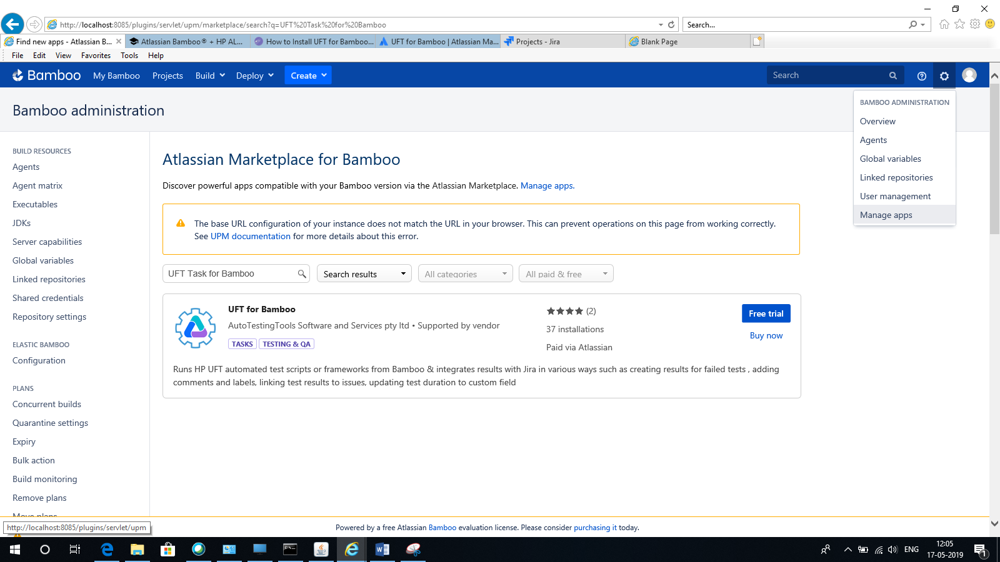 http://localhost:8085/plugins/servlet/upm/marketplace/search?q=UFT%20Task%20for%20Bamboo
Search...
Find new apps - Atlassian B...
Atlassian Bamboo® + HP AL...
How to Install UFT for Bamboo...
UFT for Bamboo | Atlassian Ma...
Projects - Jira
Blank Page
File Edit View Favorites Tools Help
Bamboo My Bamboo Projects Build Deploy Create Search
Bamboo administration
BAMBOO ADMINISTRATION
Overview
Agents
Global variables
Linked repositories
User management
Manage apps
BUILD RESOURCES
Agents
Agent matrix
Executables
JDKs
Server capabilities
Global variables
Linked repositories
Shared credentials
Repository settings
ELASTIC BAMBOO
Configuration
PLANS
Concurrent builds
Quarantine settings
Expiry
Bulk action
Build monitoring
Remove plans
Move plans
Atlassian Marketplace for Bamboo
Discover powerful apps compatible with your Bamboo version via the Atlassian Marketplace. Manage apps.
The base URL configuration of your instance does not match the URL in your browser. This can prevent operations on this page from working correctly.
See UPM documentation for more details about this error.
UFT Task for Bamboo
Search results
All categories
All paid & free
UFT for Bamboo
AutoTestingTools Software and Services pty ltd • Supported by vendor
TASKS TESTING & QA
(2)
37 installations
Paid via Atlassian
Free trial
Buy now
Runs HP UFT automated test scripts or frameworks from Bamboo & integrates results with Jira in various ways such as creating results for failed tests , adding
comments and labels, linking test results to issues, updating test duration to custom field
http://localhost:8085/plugins/servlet/upm
Powered by a free Atlassian Bamboo evaluation license. Please consider purchasing it today.
ENG
12:05
17-05-2019
1